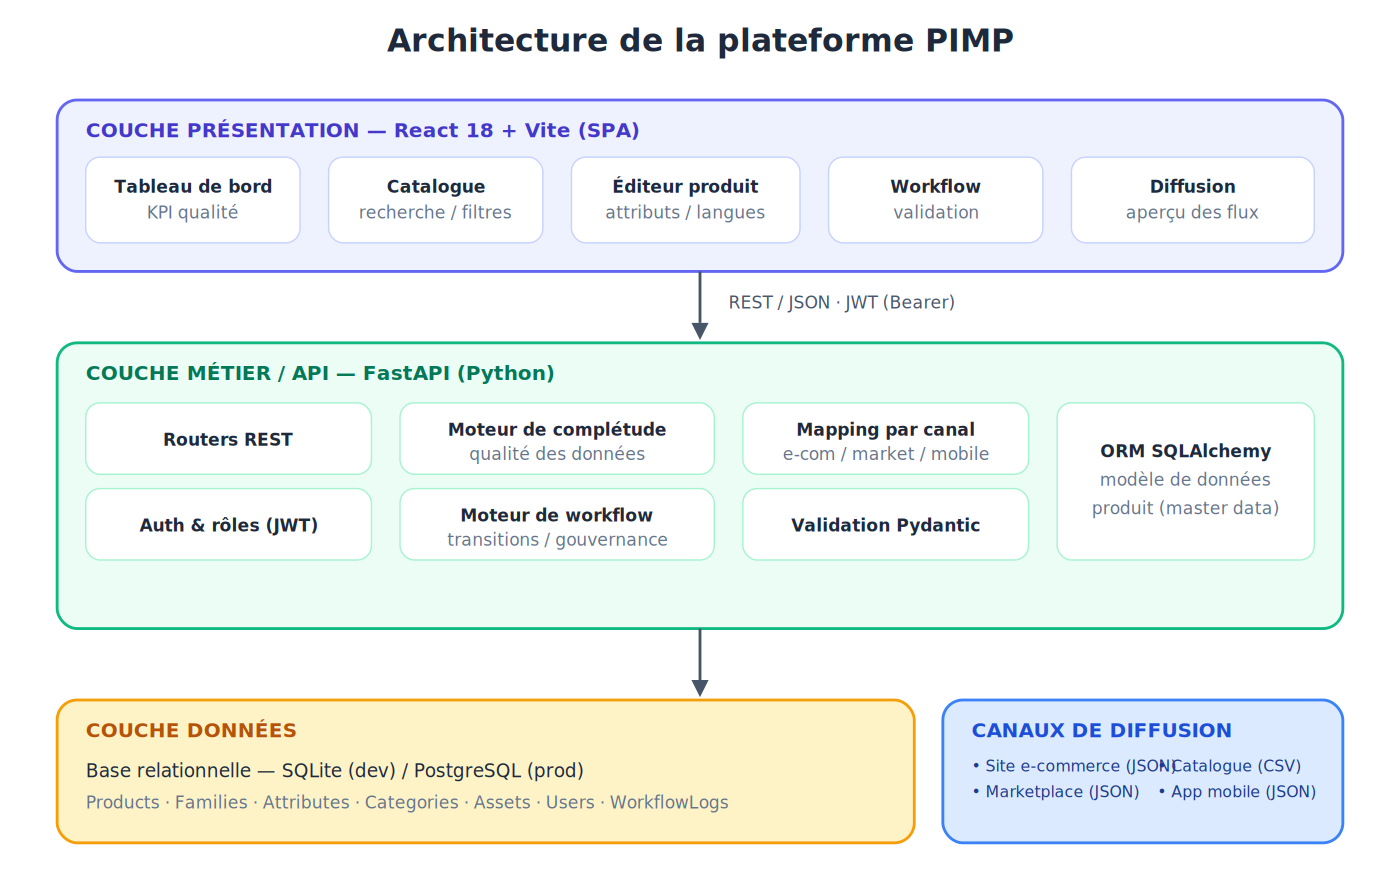 Architecture de la plateforme PIMP
COUCHE PRÉSENTATION — React 18 + Vite (SPA)
Tableau de bord
KPI qualité
Catalogue
recherche / filtres
Éditeur produit
attributs / langues
Workflow
validation
Diffusion
aperçu des flux
REST / JSON · JWT (Bearer)
COUCHE MÉTIER / API — FastAPI (Python)
Routers REST
Moteur de complétude
qualité des données
Mapping par canal
e-com / market / mobile
ORM SQLAlchemy
modèle de données
produit (master data)
Auth & rôles (JWT)
Moteur de workflow
transitions / gouvernance
Validation Pydantic
COUCHE DONNÉES
Base relationnelle — SQLite (dev) / PostgreSQL (prod)
Products · Families · Attributes · Categories · Assets · Users · WorkflowLogs
CANAUX DE DIFFUSION
• Site e-commerce (JSON)
• Catalogue (CSV)
• Marketplace (JSON)
• App mobile (JSON)